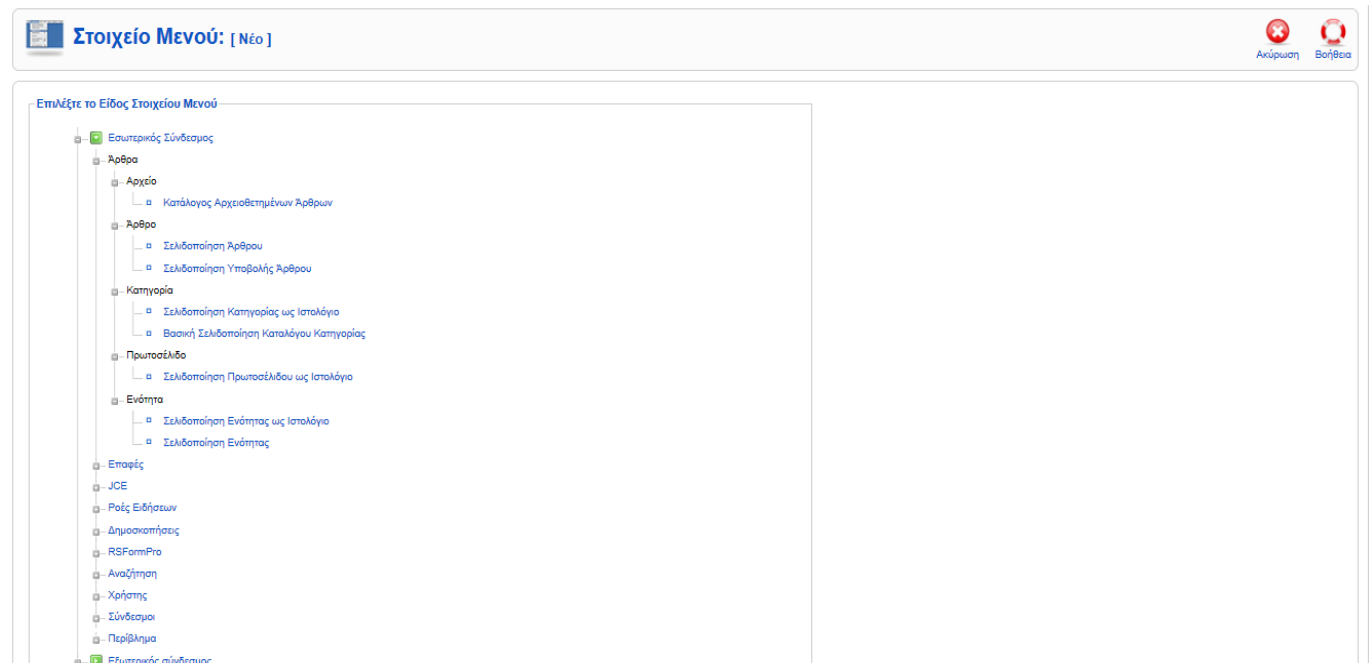 Στοιχείο Μενού: [ Νέο ]
Ακύρωση Βοήθεια
Επιλέξτε το Είδος Στοιχείου Μενού
Εσωτερικός Σύνδεσμος
Άρθρα
Αρχείο
Κατάλογος Αρχειοθετημένων Άρθρων
Άρθρο
Σελιδοποίηση Άρθρου
Σελιδοποίηση Υποβολής Άρθρου
Κατηγορία
Σελιδοποίηση Κατηγορίας ως Ιστολόγιο
Βασική Σελιδοποίηση Καταλόγου Κατηγορίας
Πρωτοσέλιδο
Σελιδοποίηση Πρωτοσέλιδου ως Ιστολόγιο
Ενότητα
Σελιδοποίηση Ενότητας ως Ιστολόγιο
Σελιδοποίηση Ενότητας
Επαφές
JCE
Ροές Ειδήσεων
Δημοσκοπήσεις
RSFormPro
Αναζήτηση
Χρήστης
Σύνδεσμοι
Περίβλημα
Εξωτερικός σύνδεσμος